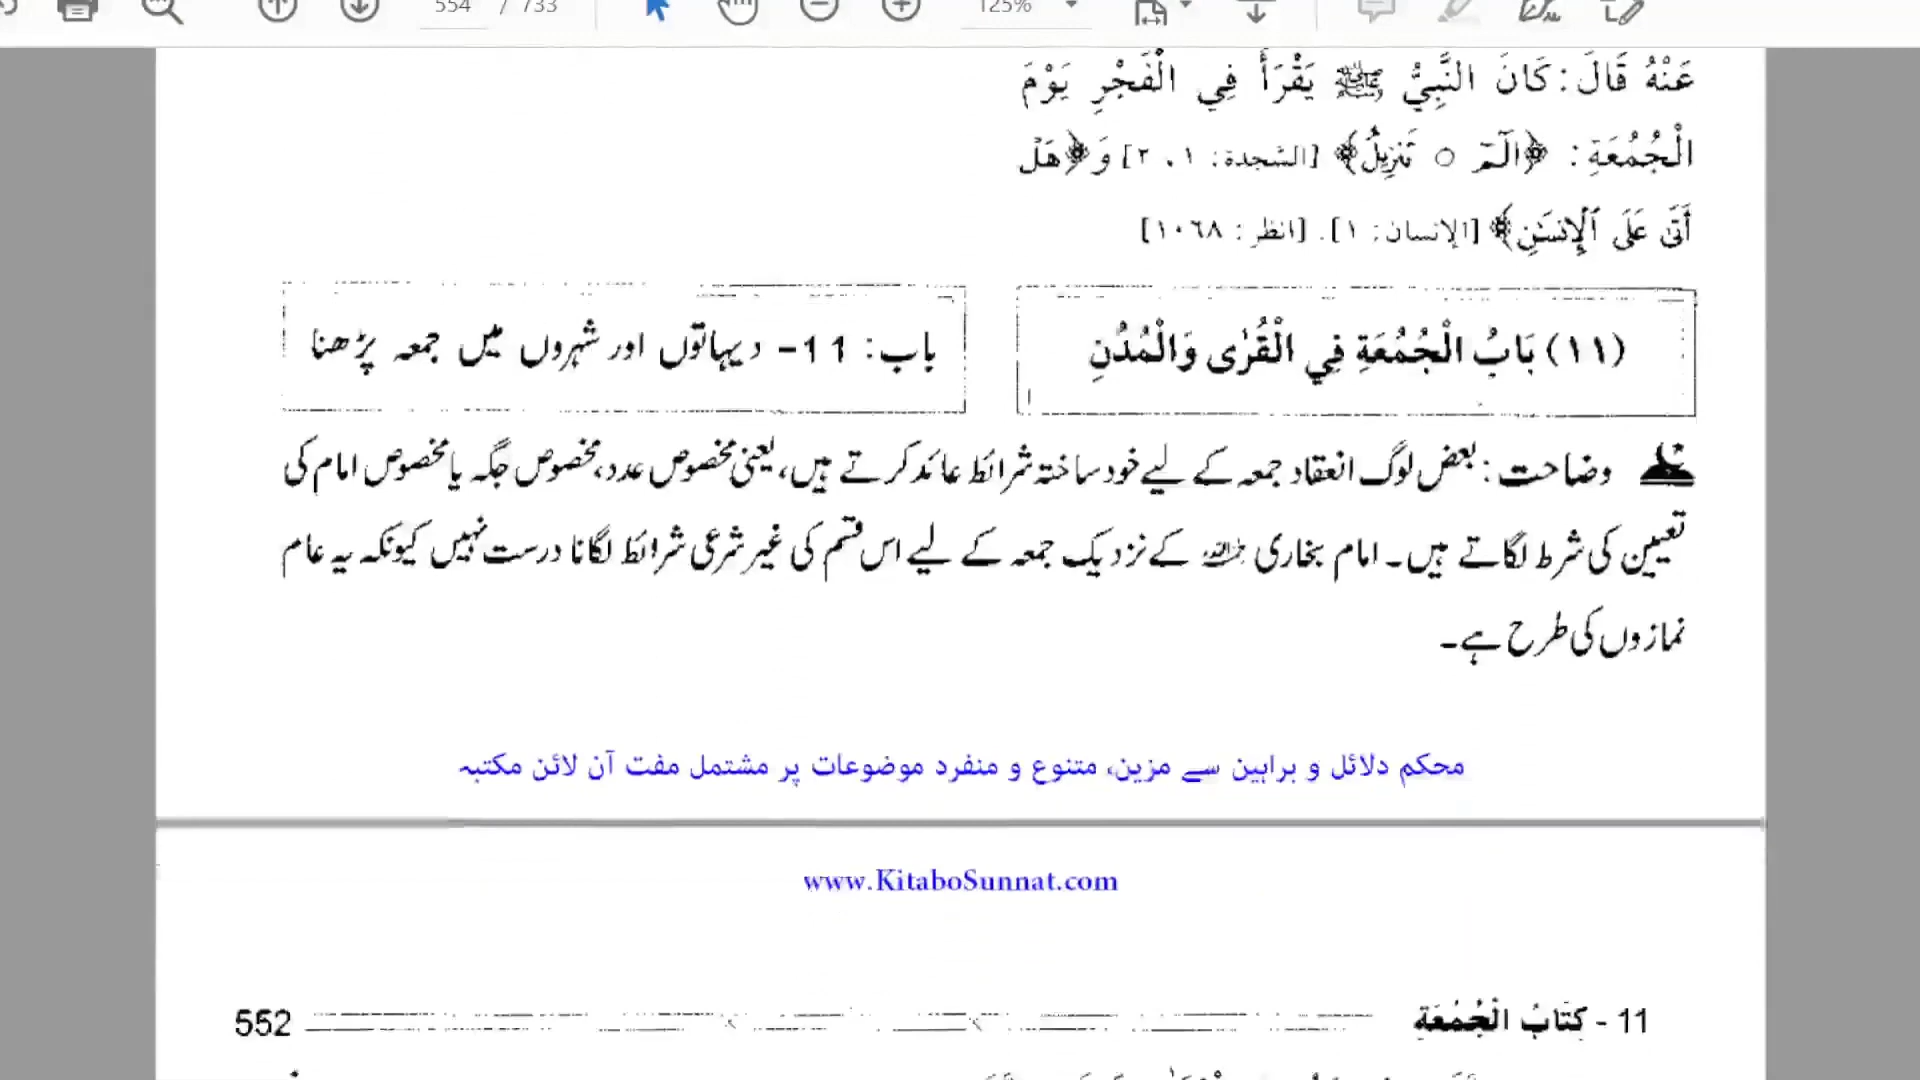 554 / 733
125%
عَنْهُ قَالَ: كَانَ النَّبِيُّ ﷺ يَقْرَأُ فِي الْفَجْرِ يَوْمَ
الْجُمُعَةِ: ﴿الٓمٓ ○ تَنزِيلُ﴾ [السجدة: ١، ٢] وَ﴿هَلْ
أَتَىٰ عَلَى ٱلْإِنسَٰنِ﴾ [الإنسان: ١]. [انظر: ١٠٦٨]
(١١) بَابُ الْجُمُعَةِ فِي الْقُرٰى وَالْمُدُنِ
باب: 11- دیہاتوں اور شہروں میں جمعہ پڑھنا
وضاحت: بعض لوگ انعقاد جمعہ کے لیے خود ساختہ شرائط عائد کرتے ہیں، یعنی مخصوص عدد، مخصوص جگہ یا مخصوص امام کی
تعیین کی شرط لگاتے ہیں۔ امام بخاری رحمہ اللہ کے نزدیک جمعہ کے لیے اس قسم کی غیر شرعی شرائط لگانا درست نہیں کیونکہ یہ عام
نمازوں کی طرح ہے۔
محکم دلائل و براہین سے مزین، متنوع و منفرد موضوعات پر مشتمل مفت آن لائن مکتبہ
www.KitaboSunnat.com
11 - كِتَابُ الْجُمُعَةِ
552